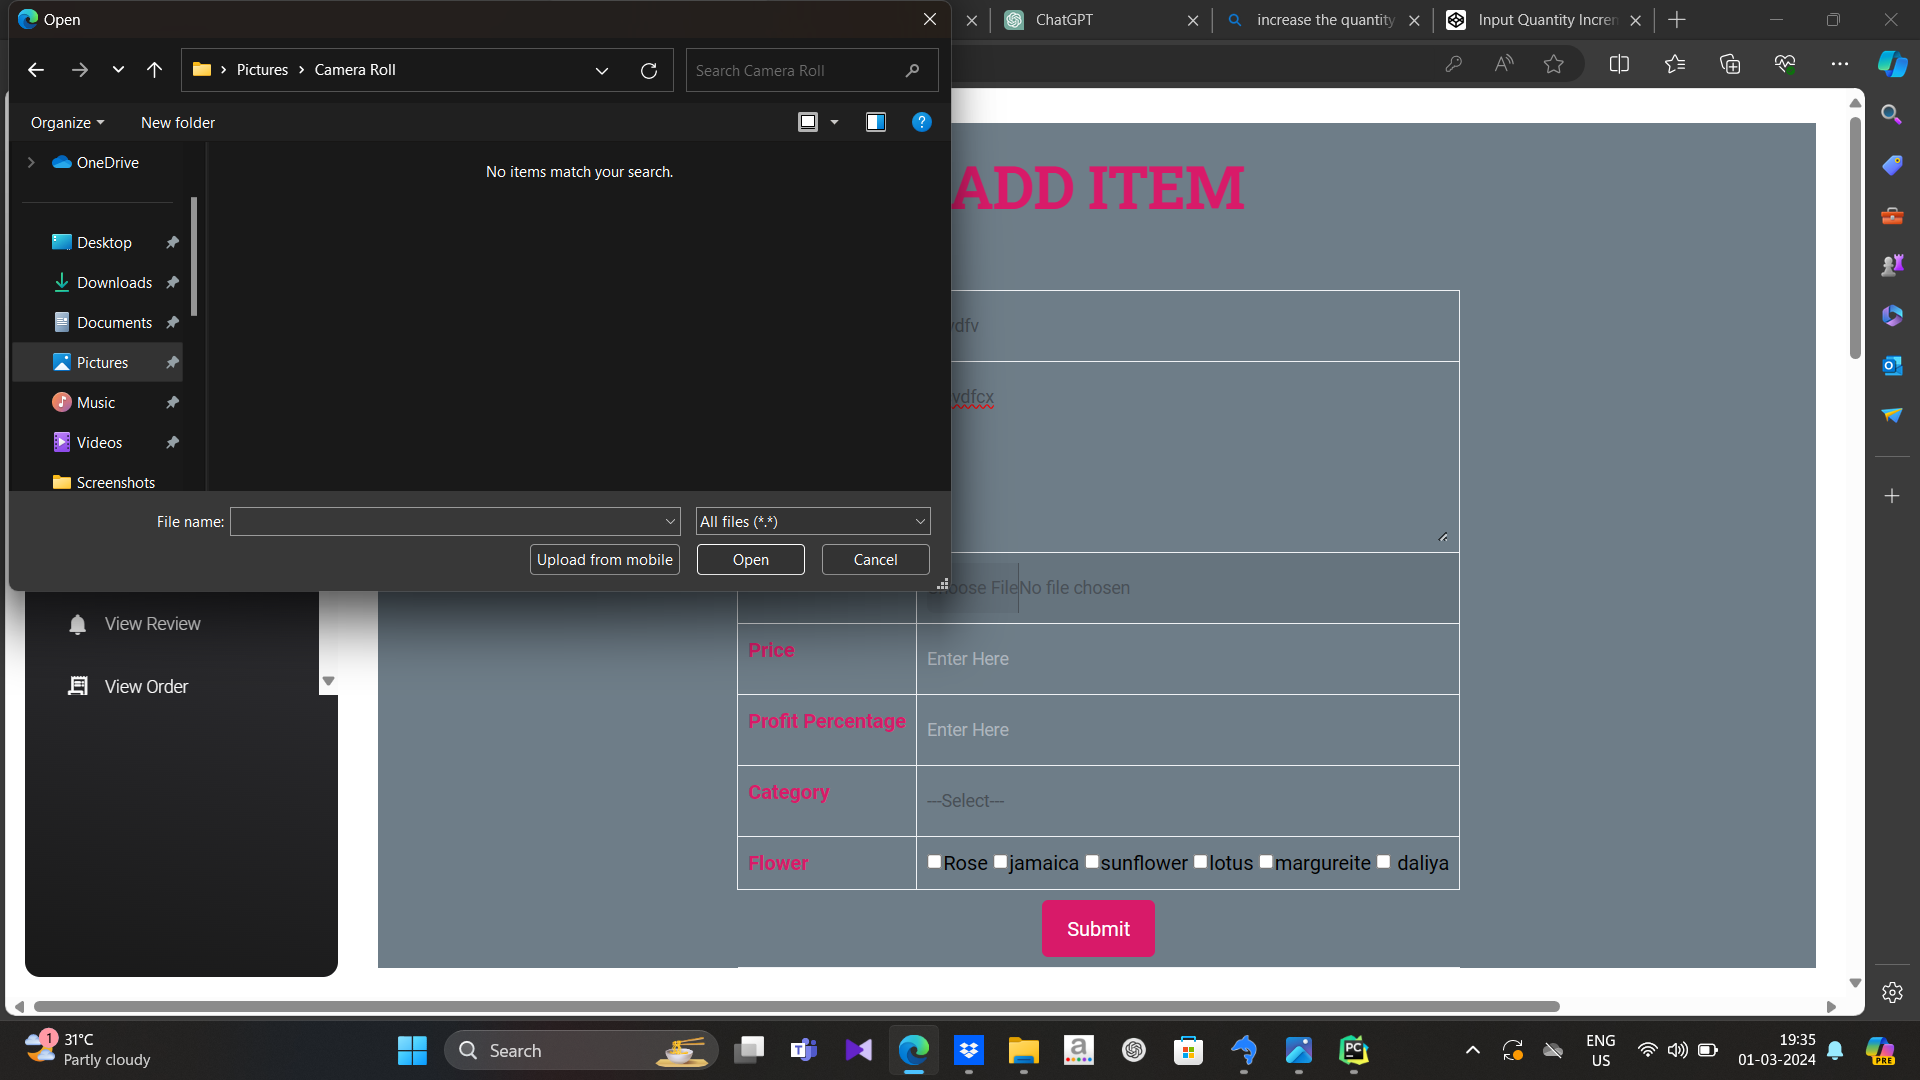 Open
ChatGPT
increase the quantity
Input Quantity Increm
Pictures > Camera Roll
Search Camera Roll
Organize
New folder
OneDrive
No items match your search.
Desktop
Downloads
Documents
Pictures
Music
Videos
Screenshots
File name:
All files (*.*)
Upload from mobile
Open
Cancel
ADD ITEM
vdfv
vdfcx
Choose File No file chosen
View Review
View Order
Price
Enter Here
Profit Percentage
Enter Here
Category
---Select---
Flower
Rose jamaica sunflower lotus margureite daliya
Submit
1
31°C
Partly cloudy
Search
ENG
US
19:35
01-03-2024
PRE